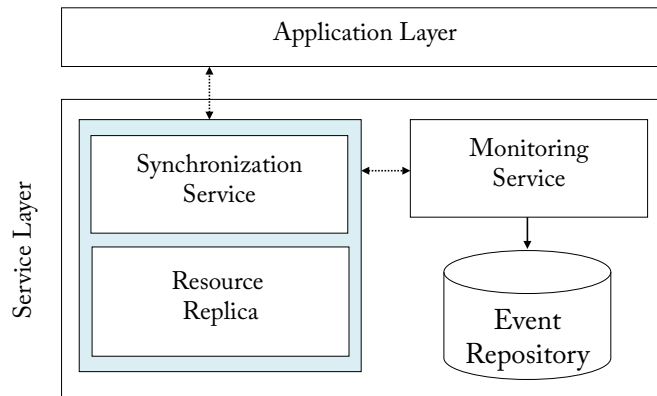 Application Layer
Service Layer
Synchronization
Service
Resource
Replica
Monitoring
Service
Event
Repository